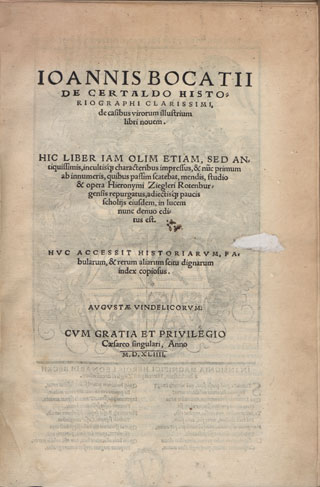 IOANNIS BOCATII
DE CERTALDO HISTO-
RIOGRAPHI CLARISSIMI,
de casibus virorum illustrium
libri nouem.
HIC LIBER IAM OLIM ETIAM, SED AN-
tiquissimis, incultisq; characteribus impressus, & nũc primum
ab innumeris, quibus passim scatebat, mendis, studio
& opera Hieronymi Ziegleri Rotenbur-
gensis repurgatus, adiectisq; paucis
scholijs eiusdem, in lucem
nunc denuo edi-
tus est.
HVC ACCESSIT HISTORIARVM, FA-
bularum, & rerum aliarum scitu dignarum
index copiosus.
AVGVSTÆ VINDELICORVM:
CVM GRATIA ET PRIVILEGIO
Cæsareo singulari, Anno
M.D.XLIIII.